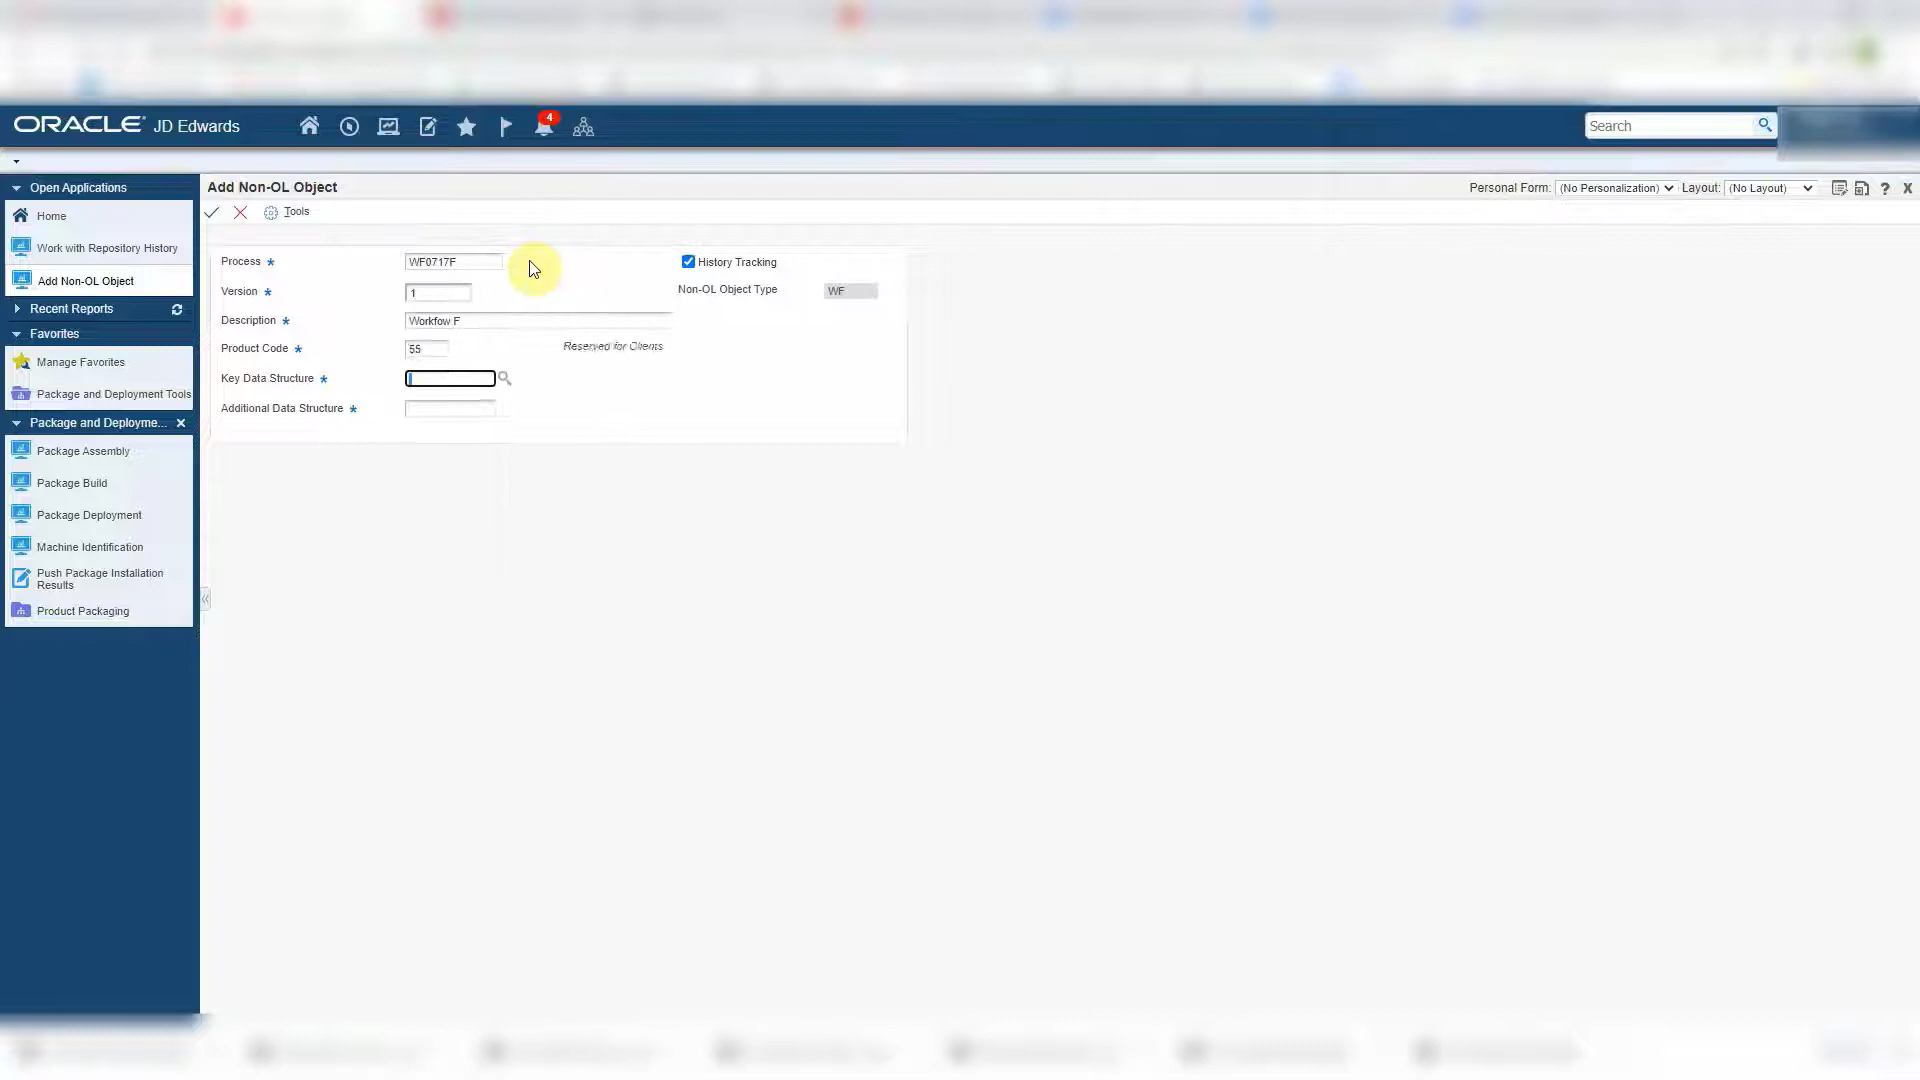 ORACLE JD Edwards
4
Search
Open Applications
Home
Work with Repository History
Add Non-OL Object
Recent Reports
Favorites
Manage Favorites
Package and Deployment Tools
Package and Deployme...
Package Assembly
Package Build
Package Deployment
Machine Identification
Push Package Installation
Results
Product Packaging
Add Non-OL Object
Personal Form: (No Personalization) Layout: (No Layout)
Tools
Process * WF0717F
History Tracking
Version * 1
Non-OL Object Type WF
Description * Workfow F
Product Code * 55 Reserved for Clients
Key Data Structure *
Additional Data Structure *